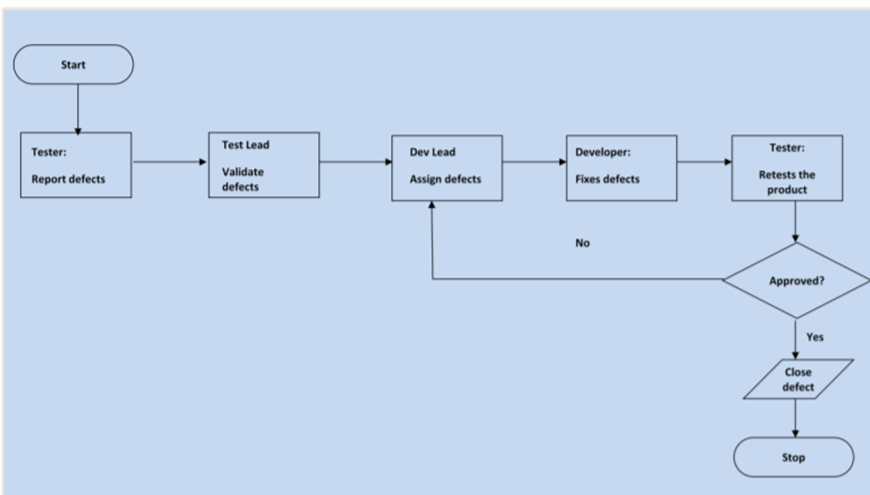 Start
Tester:
Report defects
Test Lead
Validate
defects
Dev Lead
Assign defects
Developer:
Fixes defects
Tester:
Retests the
product
No
Approved?
Yes
Close
defect
Stop